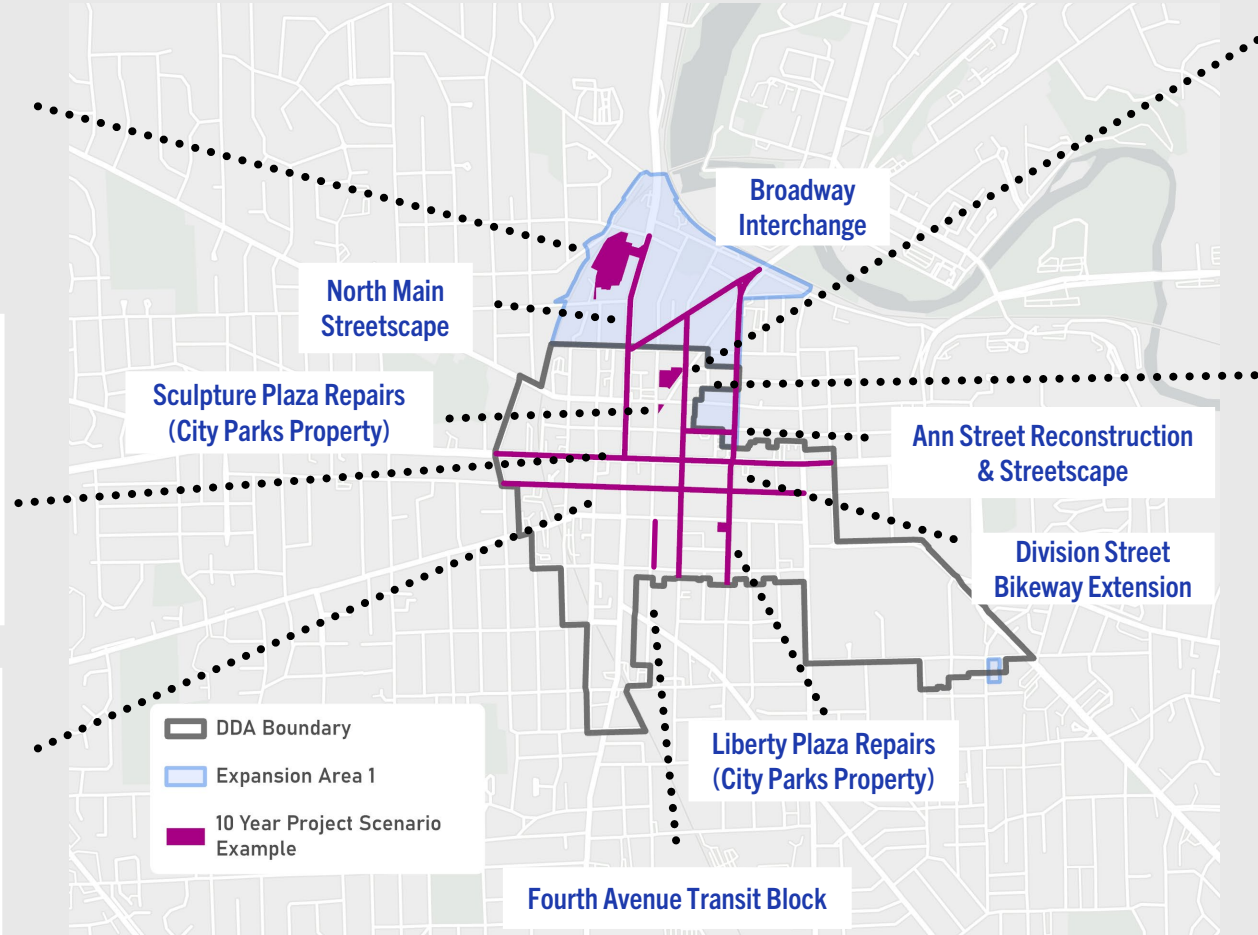 Broadway
Interchange
North Main
Streetscape
Sculpture Plaza Repairs
(City Parks Property)
Ann Street Reconstruction
& Streetscape
Division Street
Bikeway Extension
DDA Boundary
Expansion Area 1
10 Year Project Scenario
Example
Liberty Plaza Repairs
(City Parks Property)
Fourth Avenue Transit Block